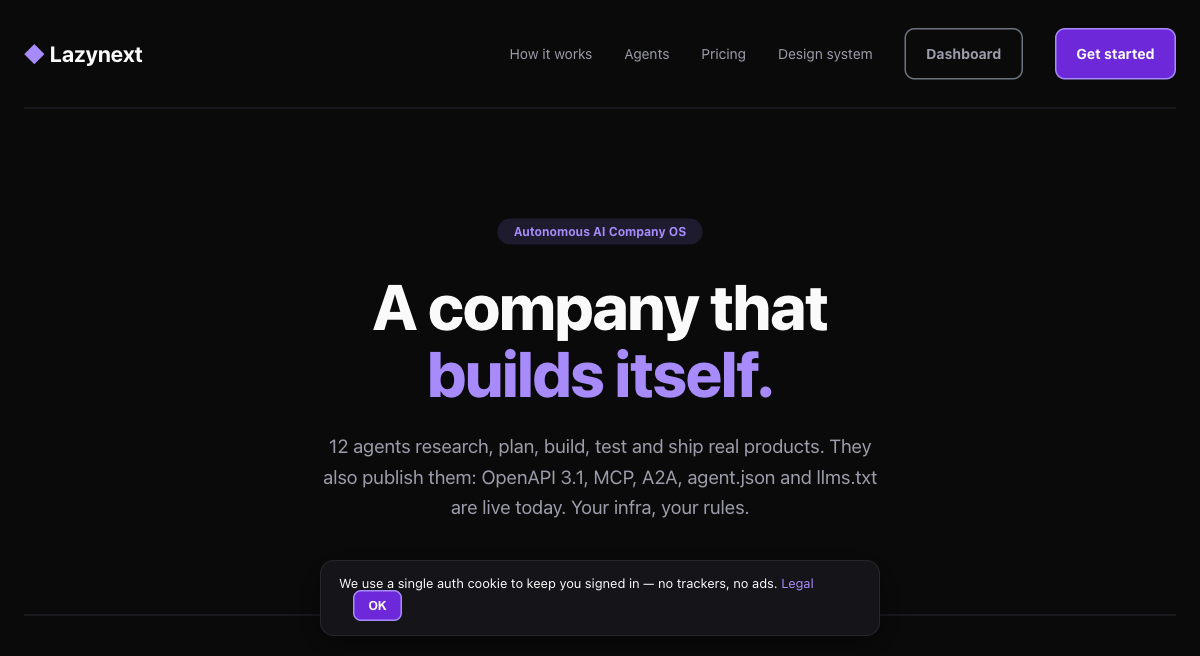 Lazynext
How it works
Agents
Pricing
Design system
Dashboard
Get started
Autonomous AI Company OS
A company that
builds itself.
12 agents research, plan, build, test and ship real products. They
also publish them: OpenAPI 3.1, MCP, A2A, agent.json and llms.txt
are live today. Your infra, your rules.
We use a single auth cookie to keep you signed in — no trackers, no ads. Legal
OK